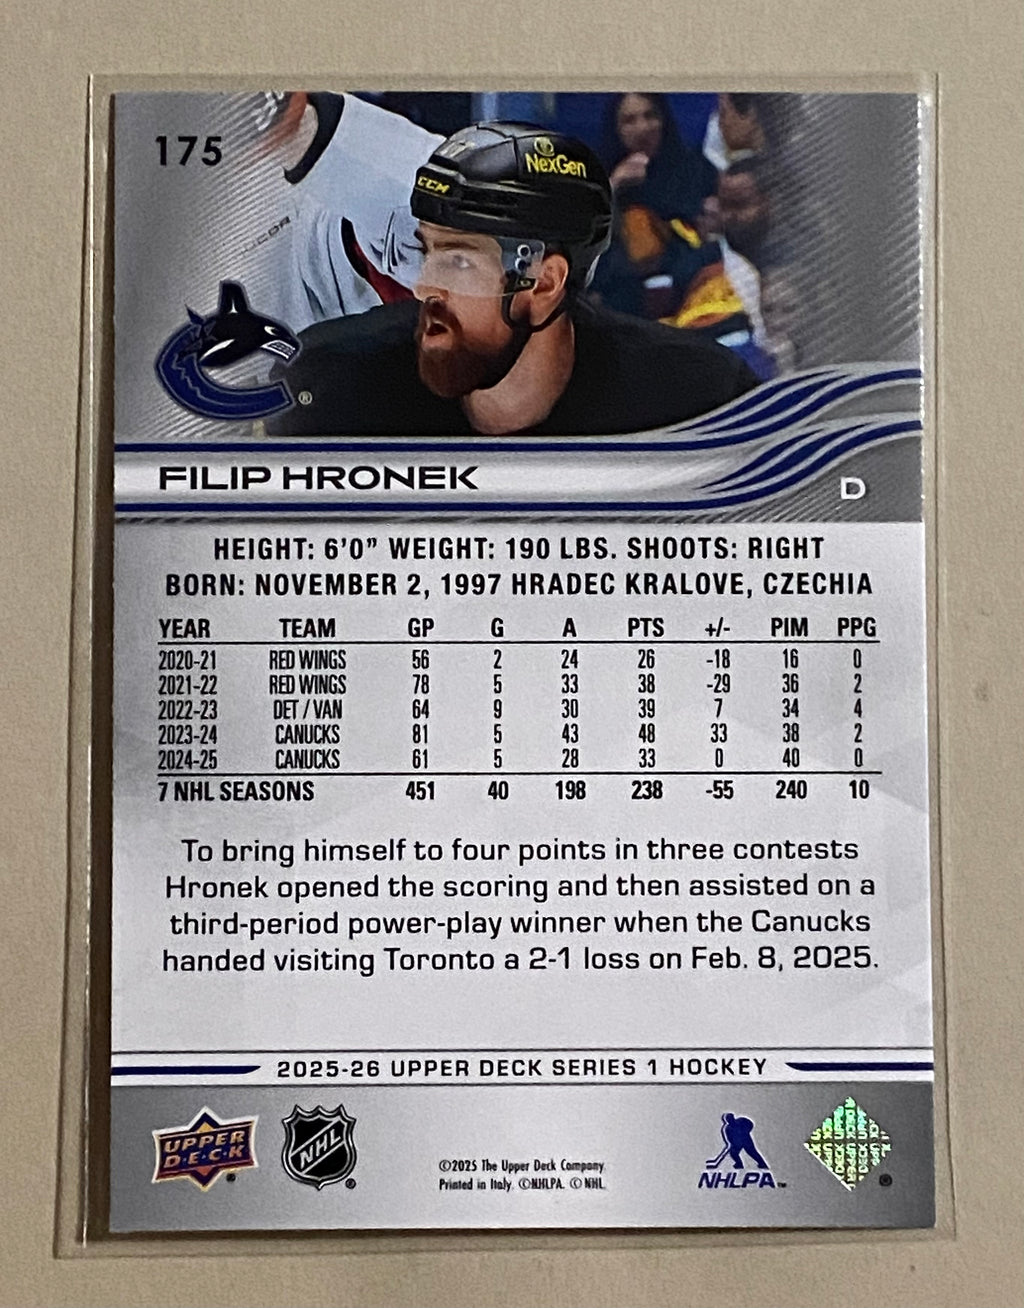 175
NexGen
CCM
®
FILIP HRONEK
D
HEIGHT: 6'0" WEIGHT: 190 LBS. SHOOTS: RIGHT
BORN: NOVEMBER 2, 1997 HRADEC KRALOVE, CZECHIA
YEAR TEAM GP G A PTS +/- PIM PPG
2020-21 RED WINGS 56 2 24 26 -18 16 0
2021-22 RED WINGS 78 5 33 38 -29 36 2
2022-23 DET / VAN 64 9 30 39 7 34 4
2023-24 CANUCKS 81 5 43 48 33 38 2
2024-25 CANUCKS 61 5 28 33 0 40 0
7 NHL SEASONS 451 40 198 238 -55 240 10
To bring himself to four points in three contests
Hronek opened the scoring and then assisted on a
third-period power-play winner when the Canucks
handed visiting Toronto a 2-1 loss on Feb. 8, 2025.
2025-26 UPPER DECK SERIES 1 HOCKEY
UPPER
D•E•C•K
NHL
©2025 The Upper Deck Company.
Printed in Italy. ©NHLPA. ©NHL.
NHLPA™